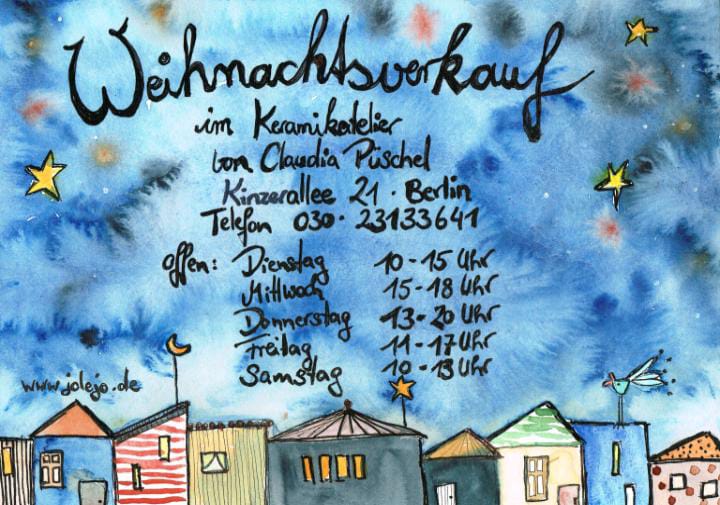 Weihnachtsverkauf
im Keramikatelier
von Claudia Püschel
Kinzerallee 21 · Berlin
Telefon 030 · 23133641
offen: Dienstag 10 - 15 Uhr
Mittwoch 15 - 18 Uhr
Donnerstag 13 - 20 Uhr
Freitag 11 - 17 Uhr
Samstag 10 - 13 Uhr
www.jolejo.de